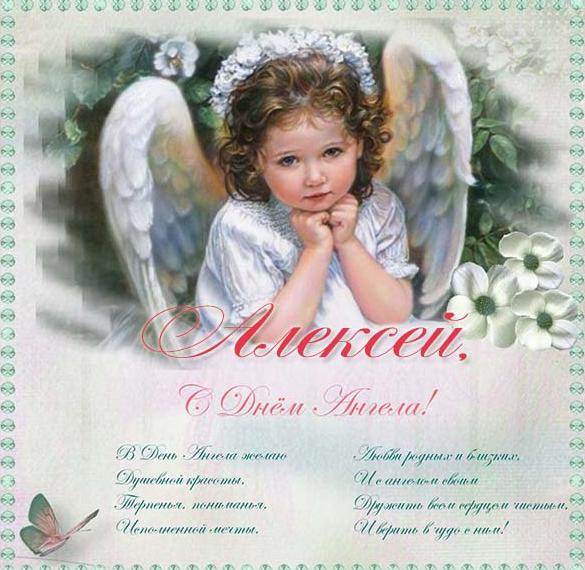 Алексей,
С Днём Ангела!
В День Ангела желаю
Душевной красоты.
Терпенья, пониманья,
Исполненной мечты.
Любви родных и близких,
И с ангелом своим
Дружить всем сердцем чистым,
И верить в чудо с ним!